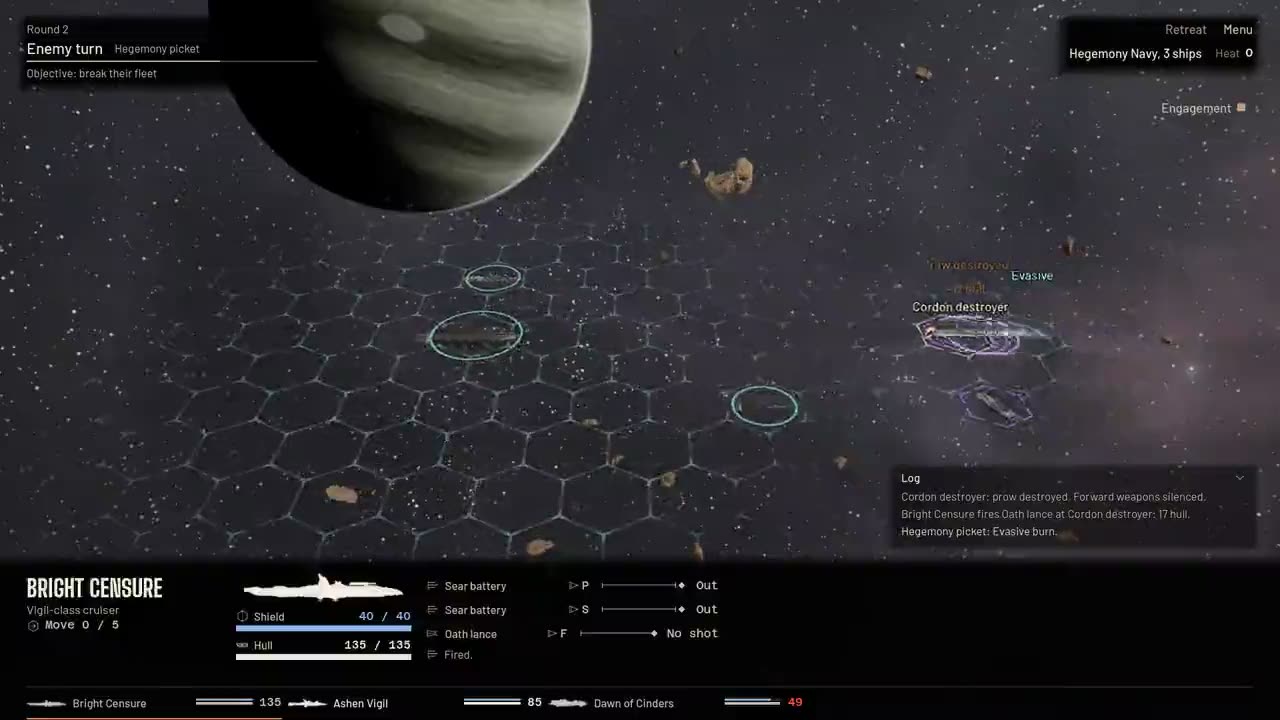 Round 2
Enemy turn Hegemony picket
Objective: break their fleet
Retreat Menu
Hegemony Navy, 3 ships Heat 0
Engagement
destroyed
Evasive
Cordon destroyer
Log
Cordon destroyer: prow destroyed. Forward weapons silenced.
Bright Censure fires Oath lance at Cordon destroyer: 17 hull.
Hegemony picket: Evasive burn.
BRIGHT CENSURE
Vigil-class cruiser
Move 0 / 5
Shield 40 / 40
Hull 135 / 135
Sear battery P Out
Sear battery S Out
Oath lance F No shot
Fired.
Bright Censure 135 Ashen Vigil 85 Dawn of Cinders 49